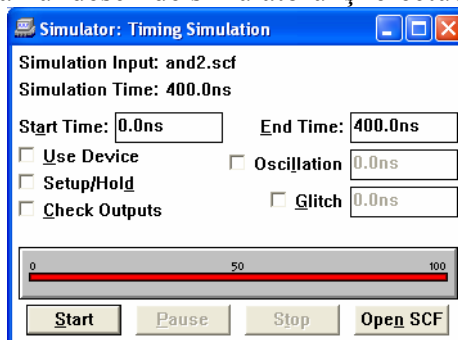 Simulator: Timing Simulation
Simulation Input: and2.scf
Simulation Time: 400.0ns
Start Time: 0.0ns End Time: 400.0ns
Use Device
Oscillation 0.0ns
Setup/Hold
Glitch 0.0ns
Check Outputs
0 50 100
Start Pause Stop Open SCF